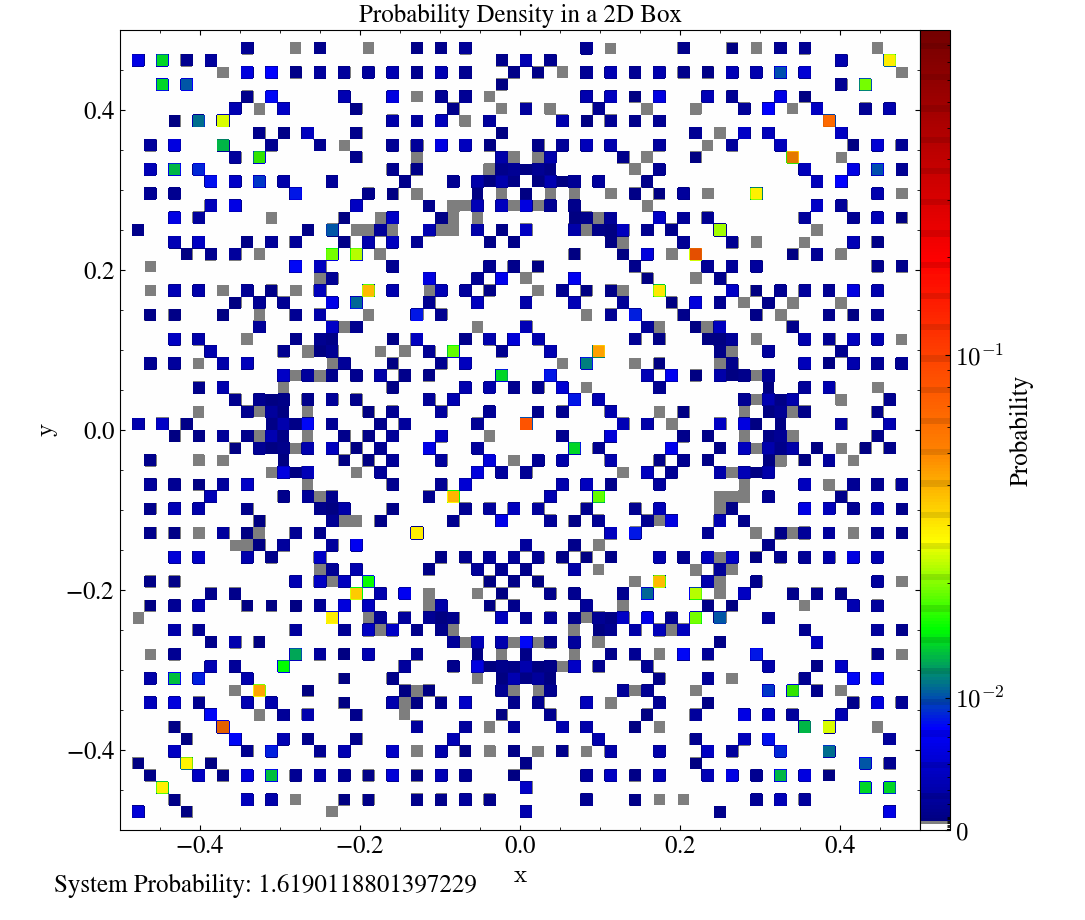 Probability Density in a 2D Box
0.4
0.2
0.0
−0.2
−0.4
y
−0.4 −0.2 0.0 0.2 0.4
x
10⁻¹
10⁻²
0
Probability
System Probability: 1.6190118801397229